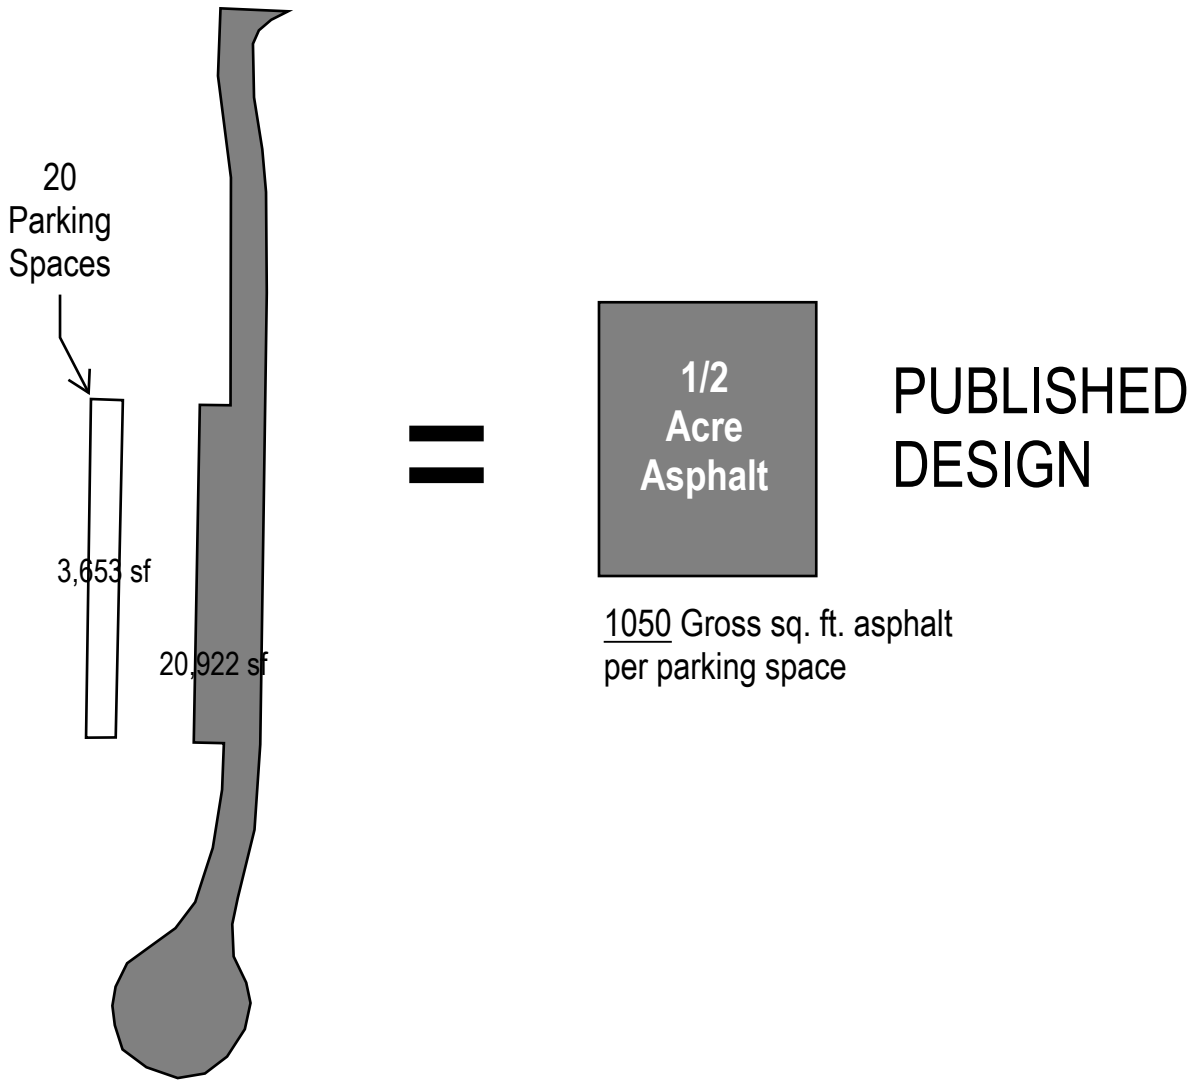 20
Parking
Spaces
3,653 sf
20,922 sf
1/2
Acre
Asphalt
1050 Gross sq. ft. asphalt
per parking space
PUBLISHED
DESIGN